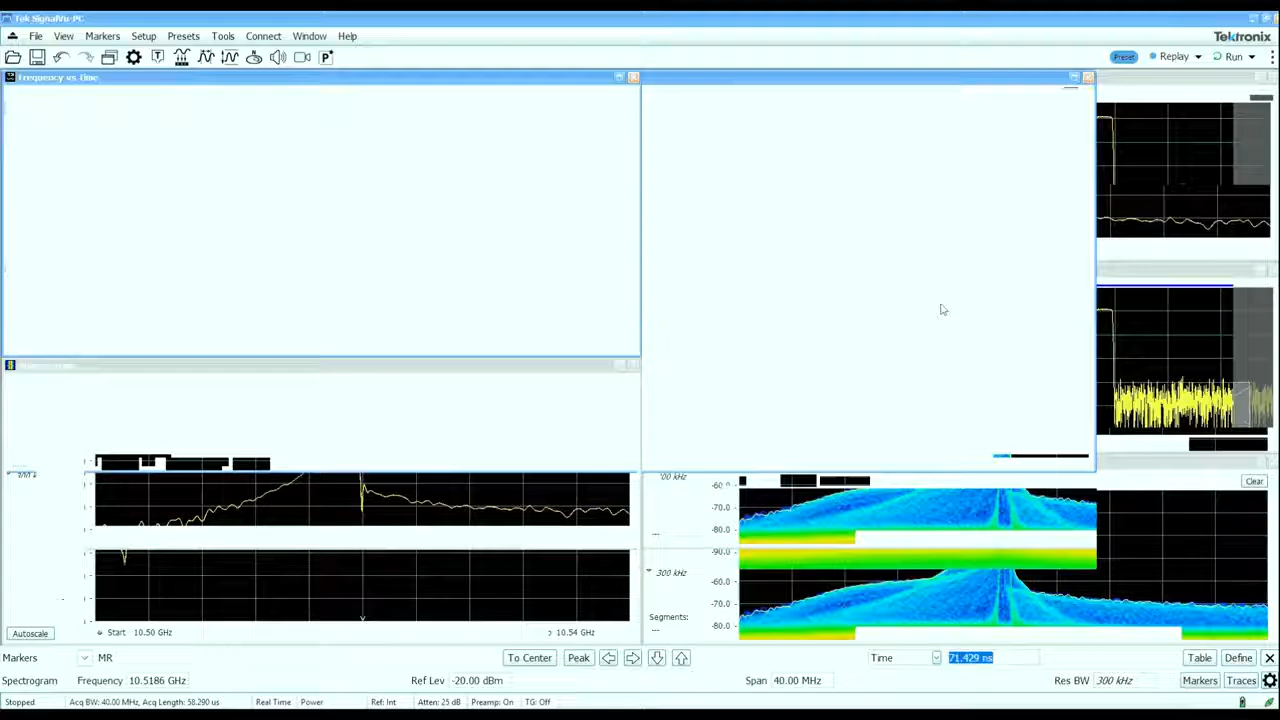 Tek SignalVu-PC
File View Markers Setup Presets Tools Connect Window Help
Tektronix
Preset Replay Run
Frequency vs Time
Clear
-60.0
-70.0
-80.0
-90.0
300 kHz
-60.0
-70.0
Segments:
---
-80.0
Autoscale
Start 10.50 GHz
10.54 GHz
Markers MR To Center Peak Time 71.429 ns Table Define
Spectrogram Frequency 10.5186 GHz Ref Lev -20.00 dBm Span 40.00 MHz Res BW 300 kHz Markers Traces
Stopped Acq BW: 40.00 MHz, Acq Length: 58.290 us Real Time Power Ref: Int Atten: 25 dB Preamp: On TG: Off